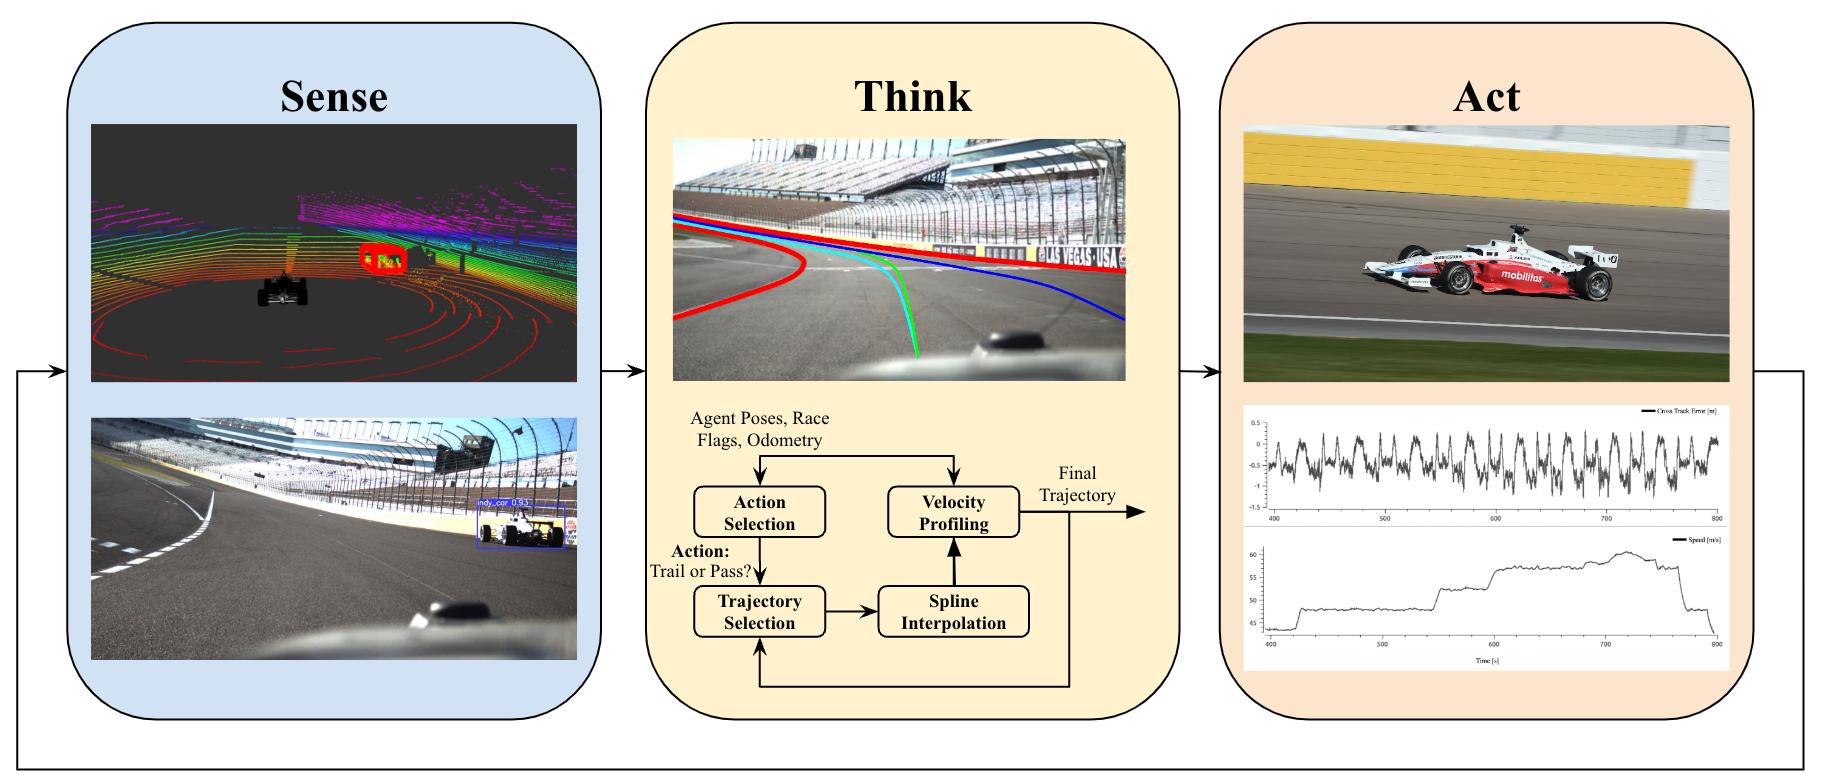 Sense
indy_car 0.93
Think
LAS VEGAS USA
Agent Poses, Race
Flags, Odometry
Action
Selection
Velocity
Profiling
Final
Trajectory
Action:
Trail or Pass?
Trajectory
Selection
Spline
Interpolation
Act
mobilitas
Cross Track Error [m]
0.5
0
-0.5
-1
-1.5
400
500
600
700
800
Speed [m/s]
60
55
50
45
400
500
600
700
800
Time [s]